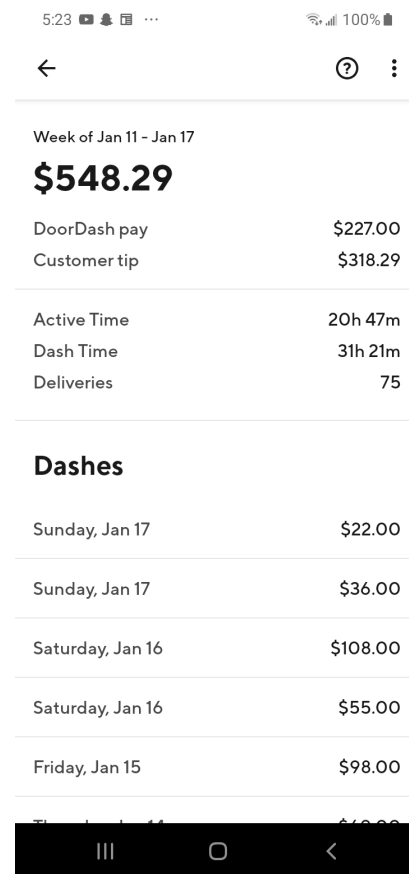 5:23 100%
Week of Jan 11 - Jan 17
$548.29
DoorDash pay $227.00
Customer tip $318.29
Active Time 20h 47m
Dash Time 31h 21m
Deliveries 75
Dashes
Sunday, Jan 17 $22.00
Sunday, Jan 17 $36.00
Saturday, Jan 16 $108.00
Saturday, Jan 16 $55.00
Friday, Jan 15 $98.00